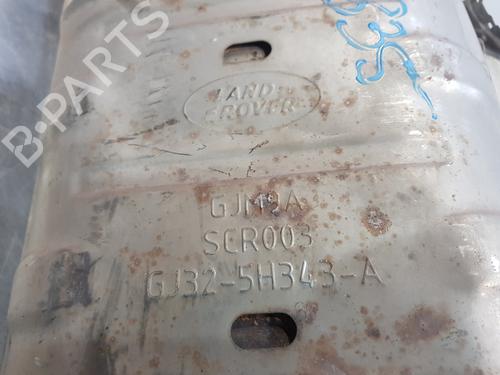 LAND-
ROVER
B-PARTS
SCR003
GJ32-5H343-A